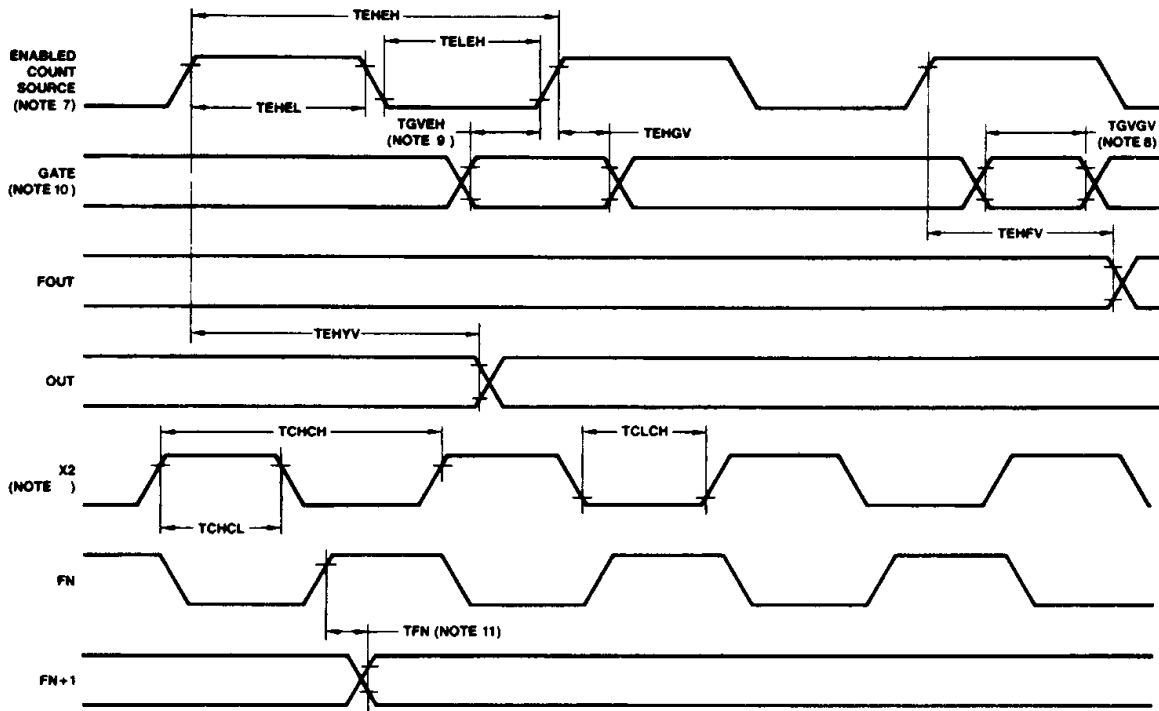 TEHEH
ENABLED
COUNT
SOURCE
(NOTE 7)
TELEH
TEHEL
TGVEH
(NOTE 9)
TEHGV
TGVGV
(NOTE 8)
GATE
(NOTE 10)
TEHFV
FOUT
TEHYV
OUT
TCHCH
TCLCH
X2
(NOTE )
TCHCL
FN
TFN (NOTE 11)
FN+1